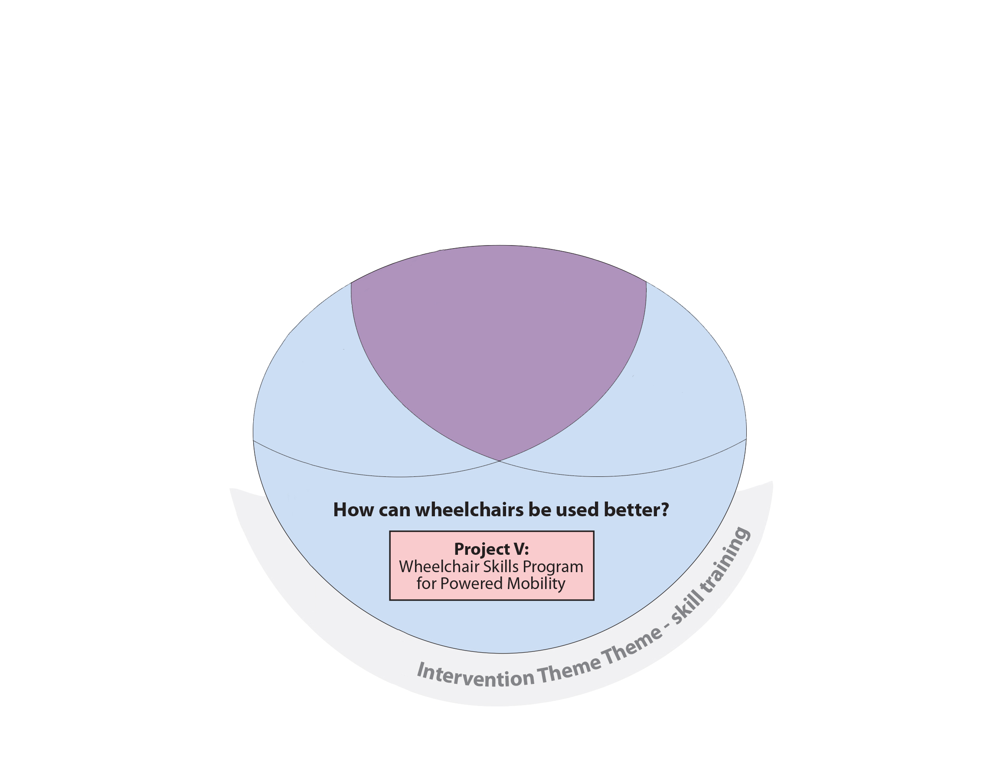 How can wheelchairs be used better?
Project V:
Wheelchair Skills Program
for Powered Mobility
Intervention Theme Theme - skill training